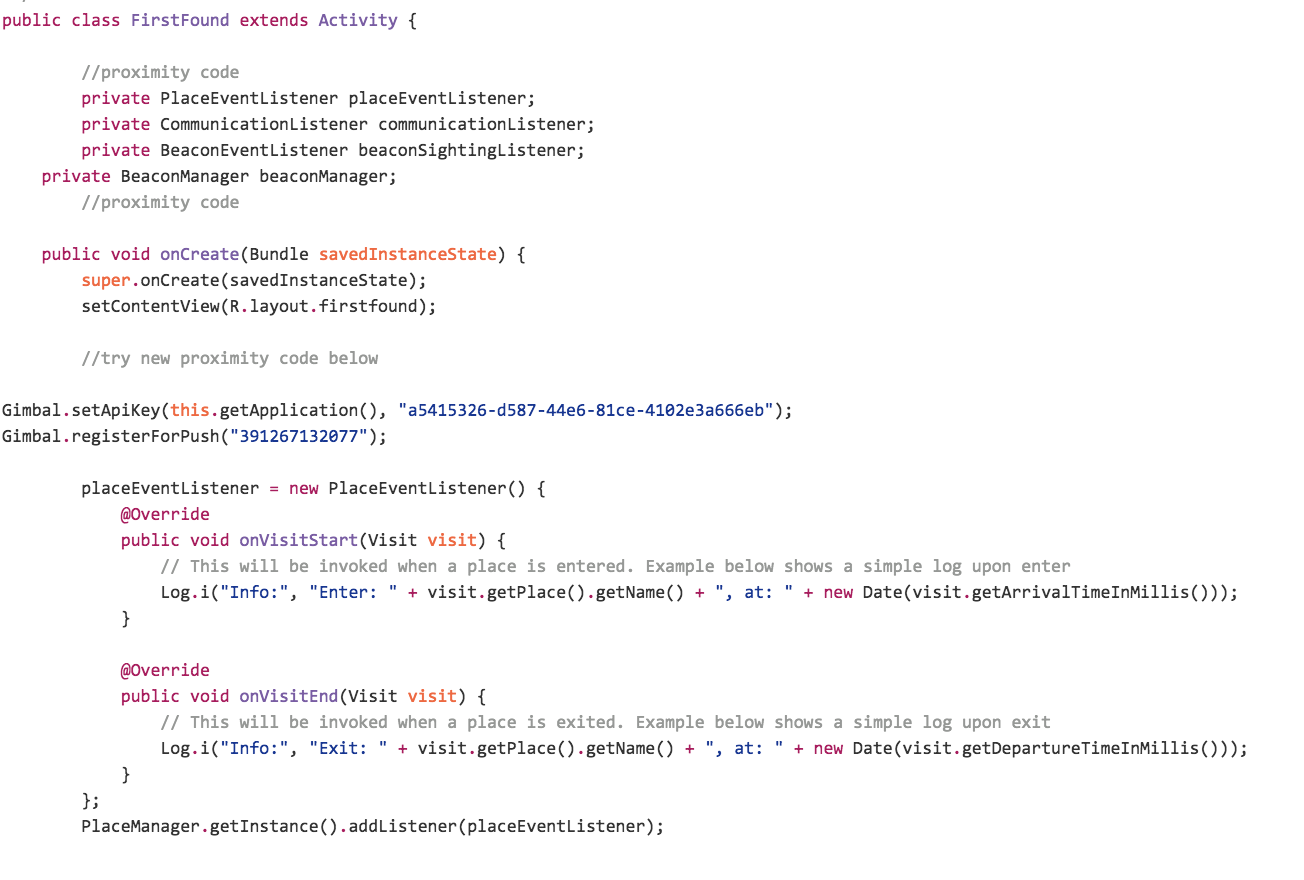 public class FirstFound extends Activity {
//proximity code
private PlaceEventListener placeEventListener;
private CommunicationListener communicationListener;
private BeaconEventListener beaconSightingListener;
private BeaconManager beaconManager;
//proximity code
public void onCreate(Bundle savedInstanceState) {
super.onCreate(savedInstanceState);
setContentView(R.layout.firstfound);
//try new proximity code below
Gimbal.setApiKey(this.getApplication(), "a5415326-d587-44e6-81ce-4102e3a666eb");
Gimbal.registerForPush("391267132077");
placeEventListener = new PlaceEventListener() {
@Override
public void onVisitStart(Visit visit) {
// This will be invoked when a place is entered. Example below shows a simple log upon enter
Log.i("Info:", "Enter: " + visit.getPlace().getName() + ", at: " + new Date(visit.getArrivalTimeInMillis()));
}
@Override
public void onVisitEnd(Visit visit) {
// This will be invoked when a place is exited. Example below shows a simple log upon exit
Log.i("Info:", "Exit: " + visit.getPlace().getName() + ", at: " + new Date(visit.getDepartureTimeInMillis()));
}
};
PlaceManager.getInstance().addListener(placeEventListener);